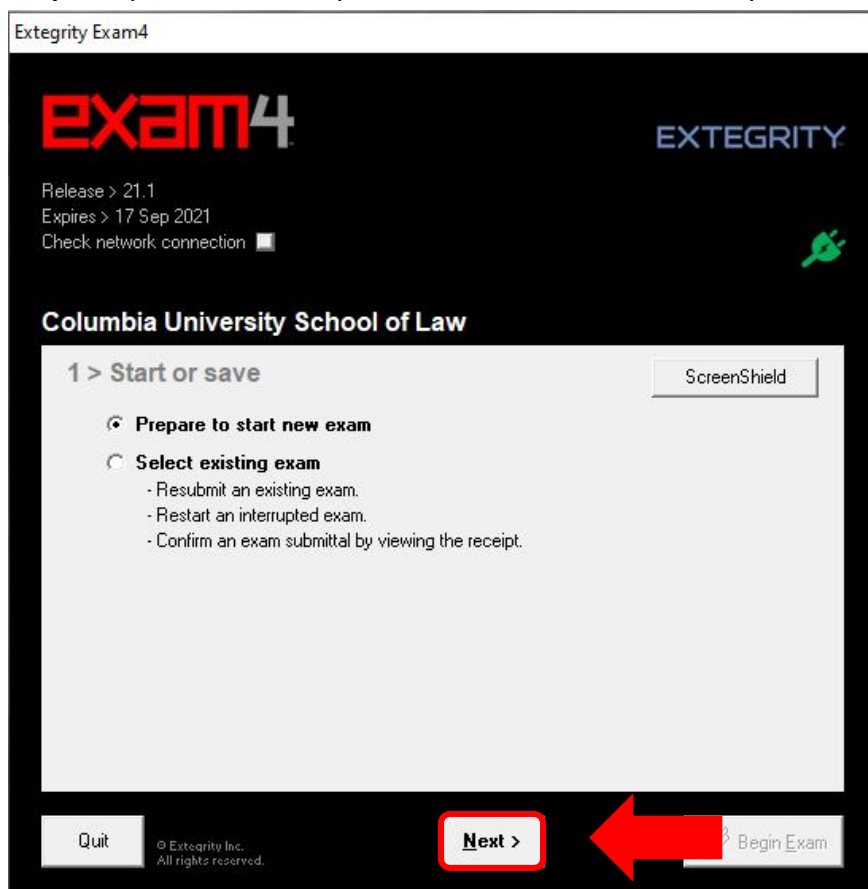 Extegrity Exam4
exam4
EXTEGRITY
Release > 21.1
Expires > 17 Sep 2021
Check network connection
Columbia University School of Law
1 > Start or save
ScreenShield
Prepare to start new exam
Select existing exam
- Resubmit an existing exam.
- Restart an interrupted exam.
- Confirm an exam submittal by viewing the receipt.
Quit
© Extegrity Inc.
All rights reserved.
Next >
Begin Exam